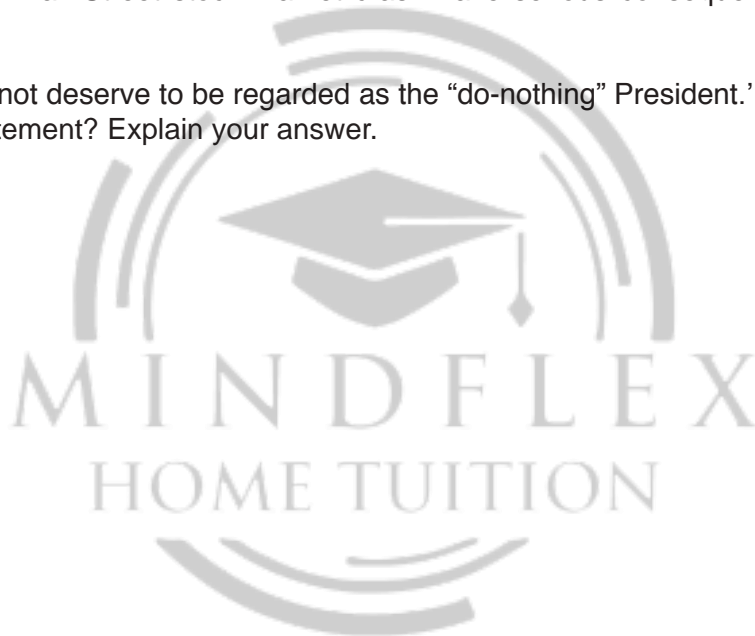 not deserve to be regarded as the “do-nothing” President.’
tement? Explain your answer.
MINDFLEX
HOME TUITION